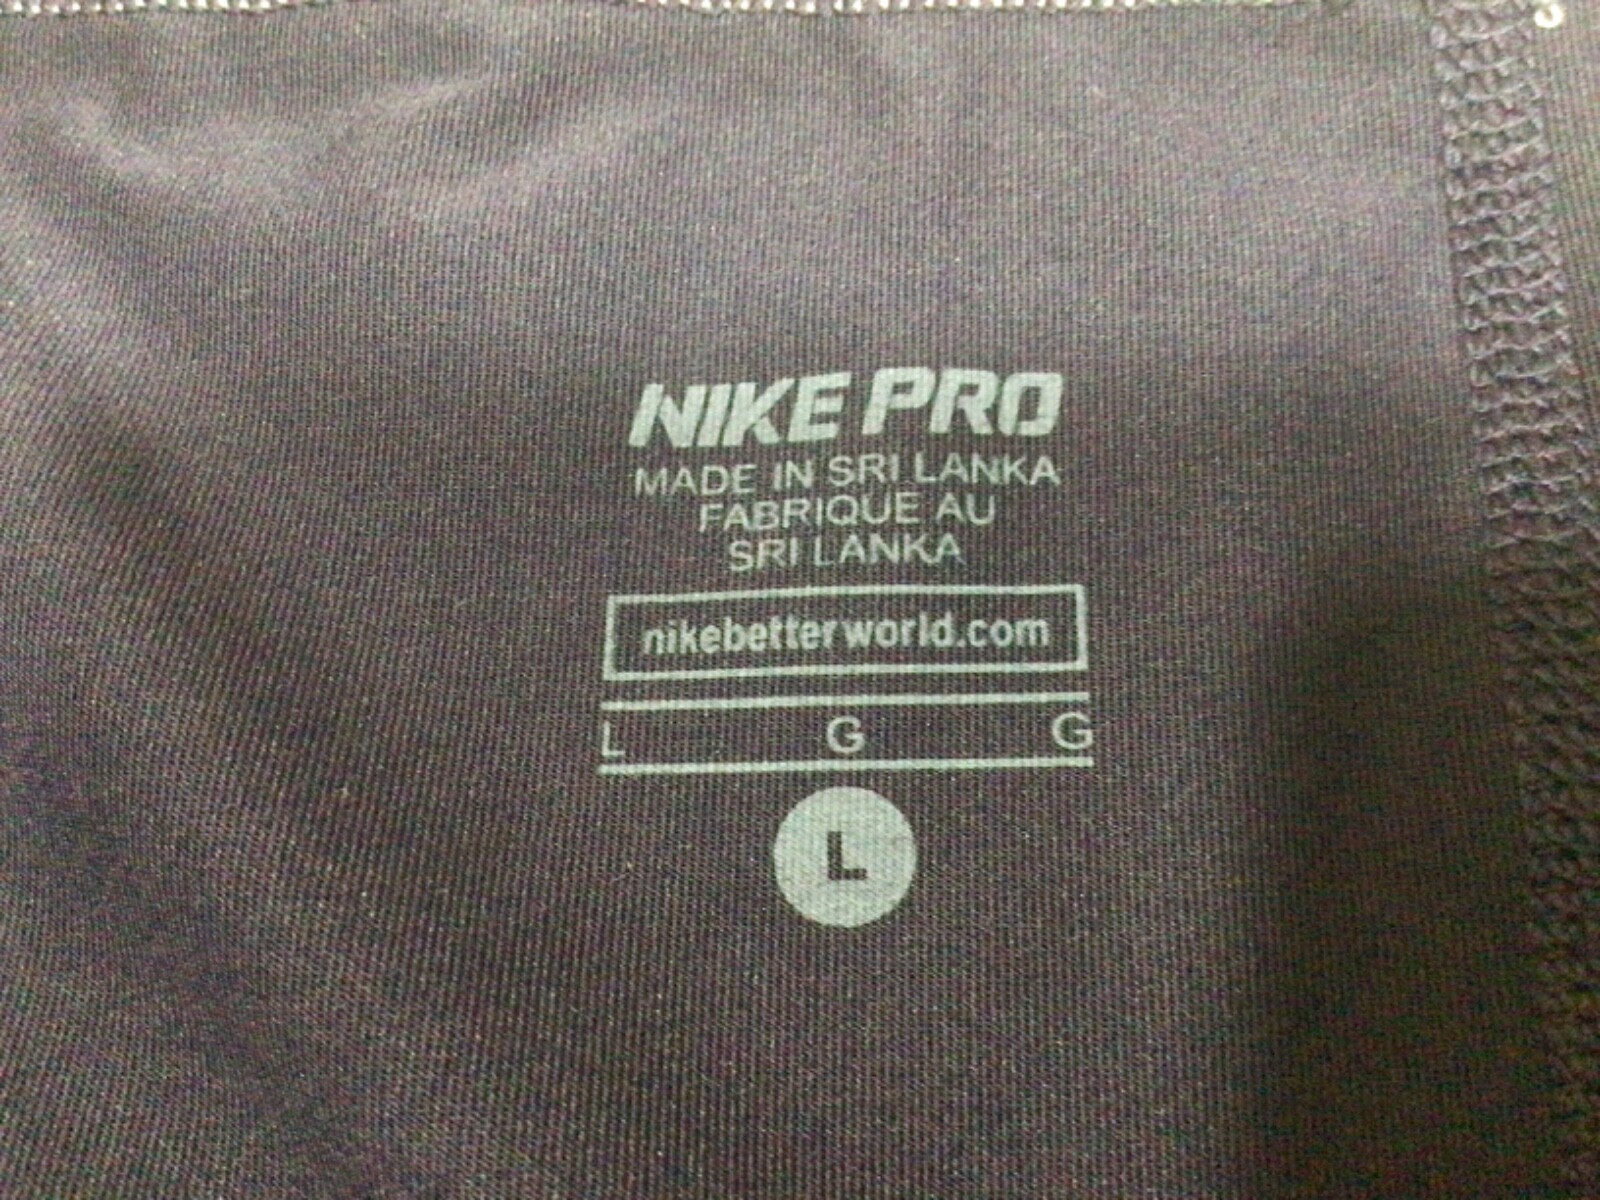 NIKE PRO
MADE IN SRI LANKA
FABRIQUE AU
SRI LANKA
nikebetterworld.com
L G G
L